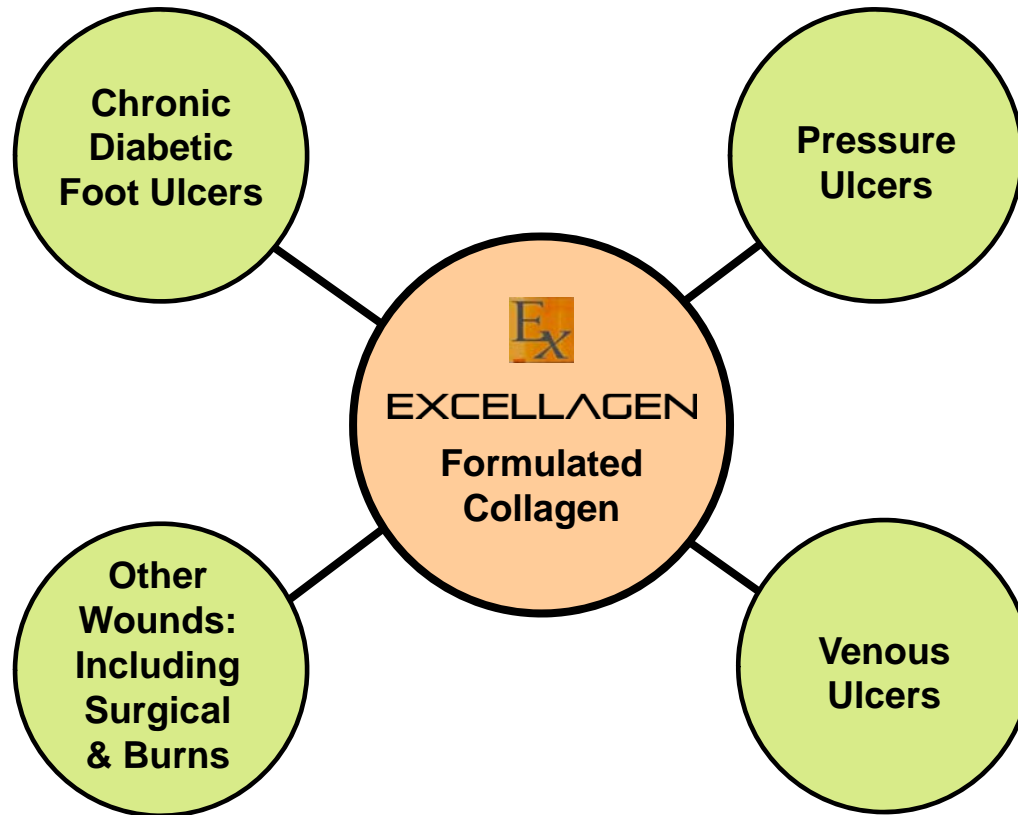 Chronic
Diabetic
Foot Ulcers
Pressure
Ulcers
Ex
EXCELLAGEN
Formulated
Collagen
Other
Wounds:
Including
Surgical
& Burns
Venous
Ulcers